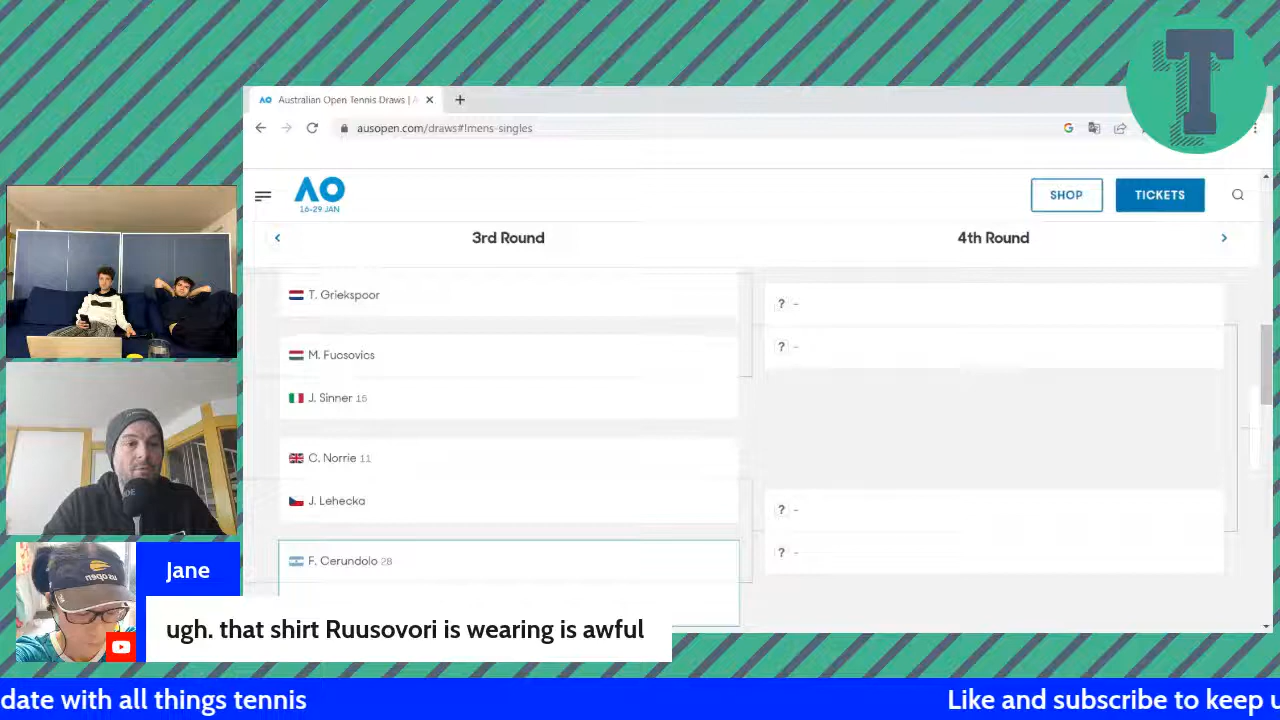 Australian Open Tennis Draws |
ausopen.com/draws#!mens-singles
T
AO
16-29 JAN
SHOP
TICKETS
3rd Round
4th Round
T. Griekspoor
M. Fucsovics
J. Sinner 15
C. Norrie 11
J. Lehecka
F. Cerundolo 28
? -
? -
? -
? -
us open
Jane
ugh. that shirt Ruusovori is wearing is awful
date with all things tennis
Like and subscribe to keep u